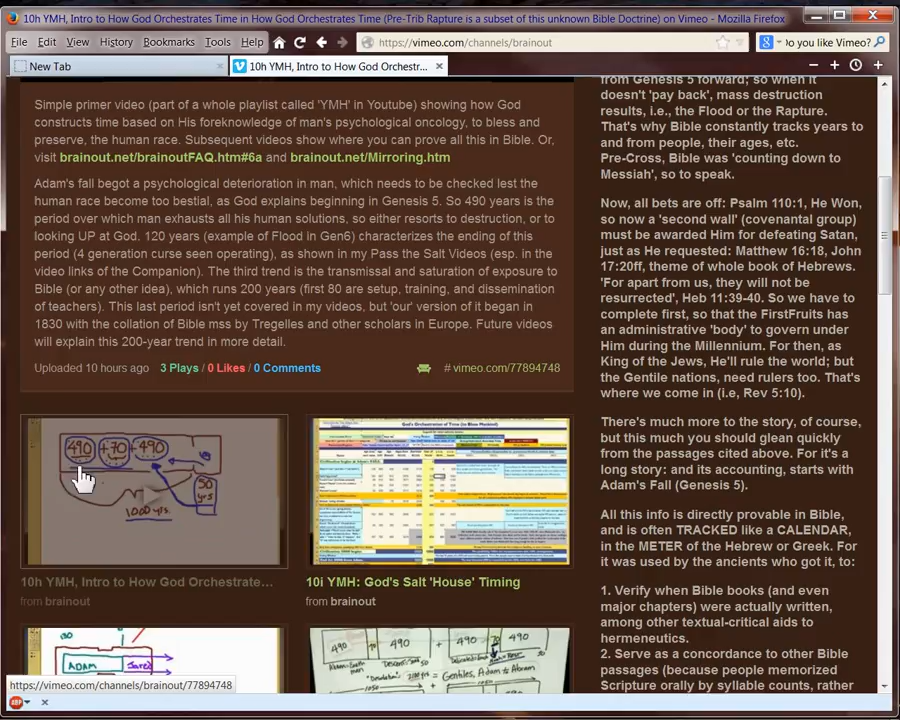 10h YMH, Intro to How God Orchestrates Time in How God Orchestrates Time (Pre-Trib Rapture is a subset of this unknown Bible Doctrine) on Vimeo - Mozilla Firefox
File Edit View History Bookmarks Tools Help
https://vimeo.com/channels/brainout
Do you like Vimeo?
New Tab
10h YMH, Intro to How God Orchestr...
Simple primer video (part of a whole playlist called 'YMH' in Youtube) showing how God
constructs time based on His foreknowledge of man's psychological oncology, to bless and
preserve, the human race. Subsequent videos show where you can prove all this in Bible. Or,
visit brainout.net/brainoutFAQ.htm#6a and brainout.net/Mirroring.htm
Adam's fall begot a psychological deterioration in man, which needs to be checked lest the
human race become too bestial, as God explains beginning in Genesis 5. So 490 years is the
period over which man exhausts all his human solutions, so either resorts to destruction, or to
looking UP at God. 120 years (example of Flood in Gen6) characterizes the ending of this
period (4 generation curse seen operating), as shown in my Pass the Salt Videos (esp. in the
video links of the Companion). The third trend is the transmissal and saturation of exposure to
Bible (or any other idea), which runs 200 years (first 80 are setup, training, and dissemination
of teachers). This last period isn't yet covered in my videos, but 'our' version of it began in
1830 with the collation of Bible mss by Tregelles and other scholars in Europe. Future videos
will explain this 200-year trend in more detail.
Uploaded 10 hours ago 3 Plays / 0 Likes / 0 Comments
# vimeo.com/77894748
490 +70 +490
50
yrs
1000 yrs.
10h YMH, Intro to How God Orchestrate...
from brainout
God's Orchestration of Time (to Bless Mankind)
10i YMH: God's Salt 'House' Timing
from brainout
ADAM
Jared
490 490 + 490 70 490
= Gentiles, Adam to Abram
1050
https://vimeo.com/channels/brainout/77894748
from Genesis 5 forward; so when it
doesn't 'pay back', mass destruction
results, i.e., the Flood or the Rapture.
That's why Bible constantly tracks years to
and from people, their ages, etc.
Pre-Cross, Bible was 'counting down to
Messiah', so to speak.
Now, all bets are off: Psalm 110:1, He Won,
so now a 'second wall' (covenantal group)
must be awarded Him for defeating Satan,
just as He requested: Matthew 16:18, John
17:20ff, theme of whole book of Hebrews.
'For apart from us, they will not be
resurrected', Heb 11:39-40. So we have to
complete first, so that the FirstFruits has
an administrative 'body' to govern under
Him during the Millennium. For then, as
King of the Jews, He'll rule the world; but
the Gentile nations, need rulers too. That's
where we come in (i.e, Rev 5:10).
There's much more to the story, of course,
but this much you should glean quickly
from the passages cited above. For it's a
long story: and its accounting, starts with
Adam's Fall (Genesis 5).
All this info is directly provable in Bible,
and is often TRACKED like a CALENDAR,
in the METER of the Hebrew or Greek. For
it was used by the ancients who got it, to:
1. Verify when Bible books (and even
major chapters) were actually written,
among other textual-critical aids to
hermeneutics.
2. Serve as a concordance to other Bible
passages (because people memorized
Scripture orally by syllable counts, rather